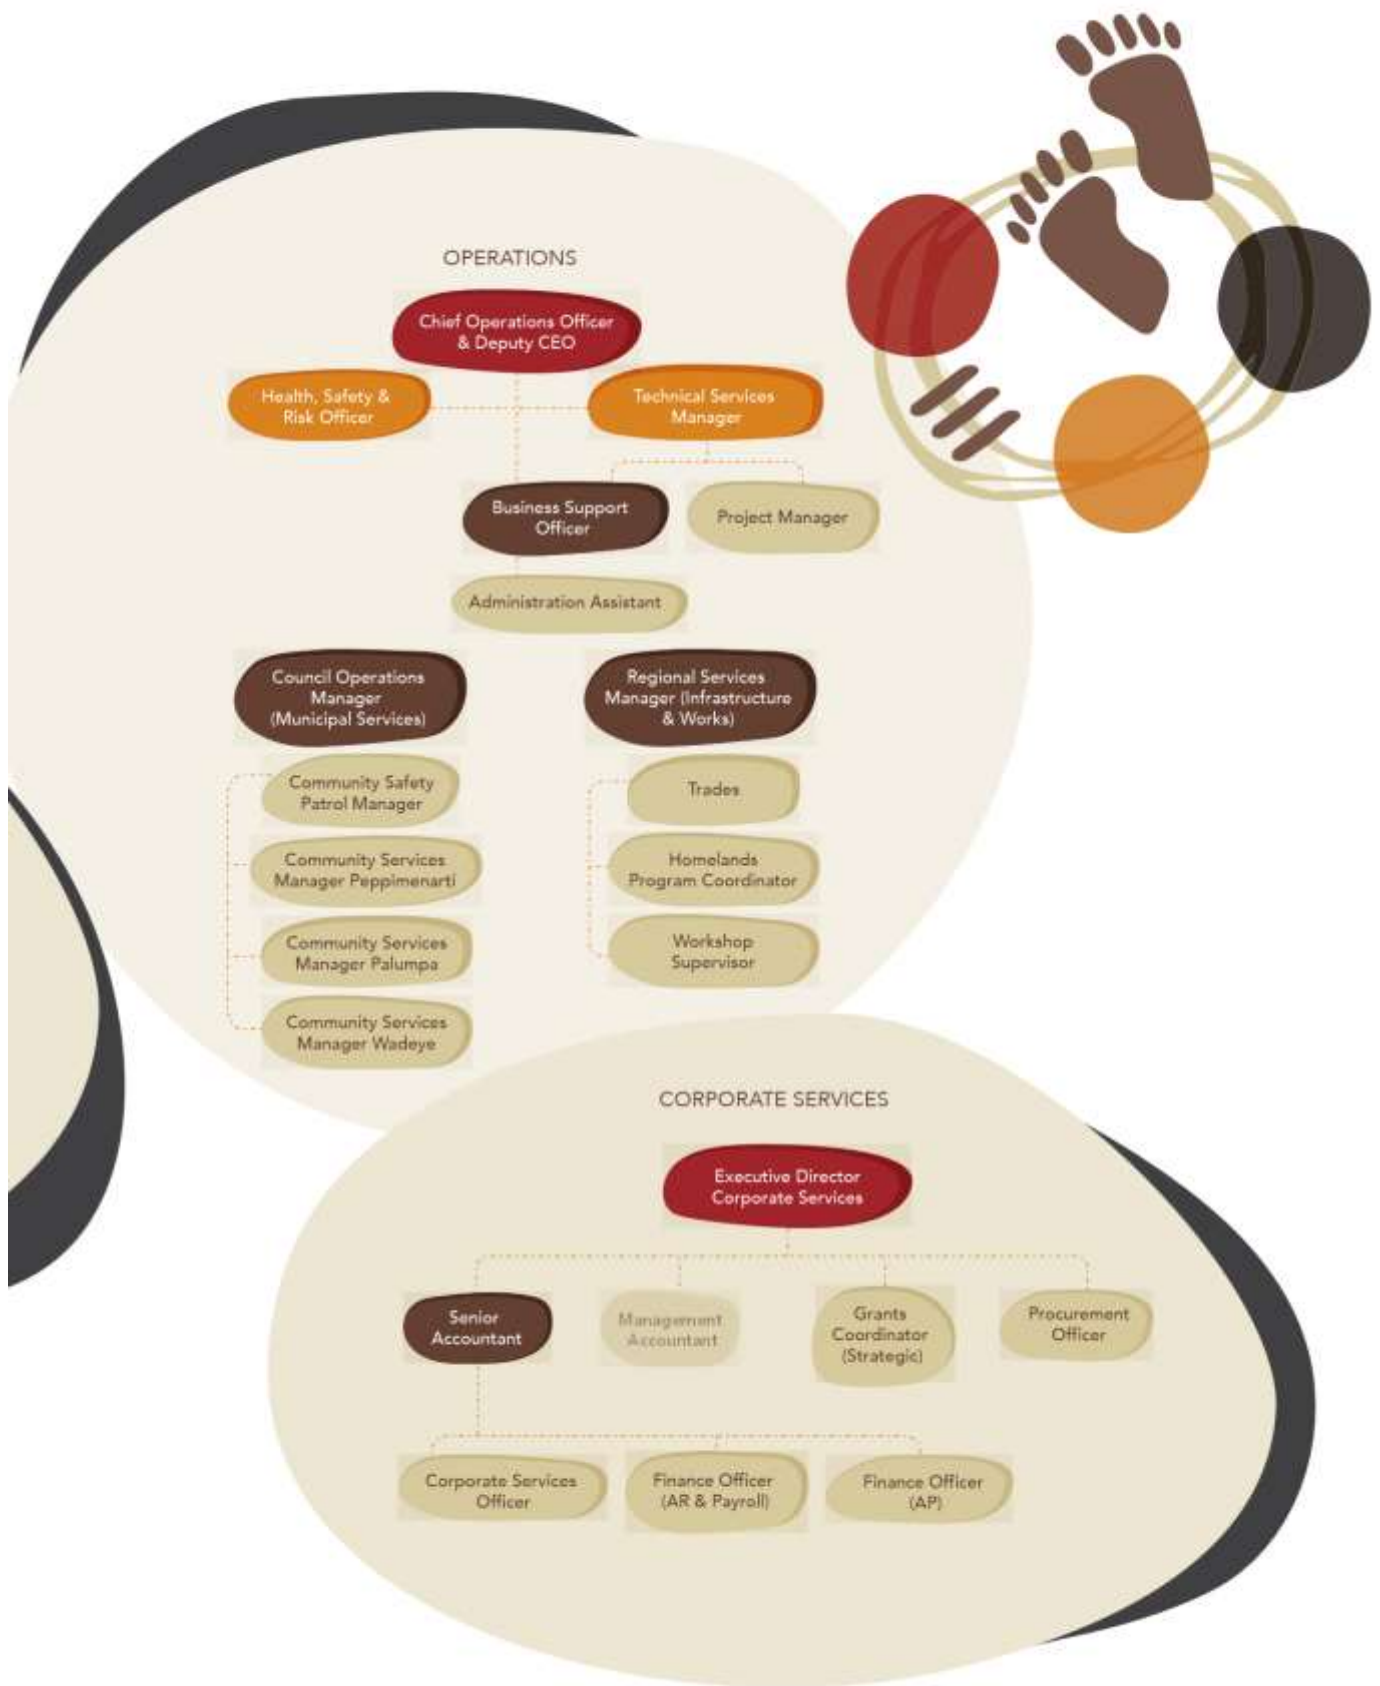 OPERATIONS
Chief Operations Officer
& Deputy CEO
Health, Safety &
Risk Officer
Technical Services
Manager
Business Support
Officer
Project Manager
Administration Assistant
Council Operations
Manager
(Municipal Services)
Community Safety
Patrol Manager
Community Services
Manager Peppimenarti
Community Services
Manager Palumpa
Community Services
Manager Wadeye
Regional Services
Manager (Infrastructure
& Works)
Trades
Homelands
Program Coordinator
Workshop
Supervisor
CORPORATE SERVICES
Executive Director
Corporate Services
Senior
Accountant
Management
Accountant
Grants
Coordinator
(Strategic)
Procurement
Officer
Corporate Services
Officer
Finance Officer
(AR & Payroll)
Finance Officer
(AP)